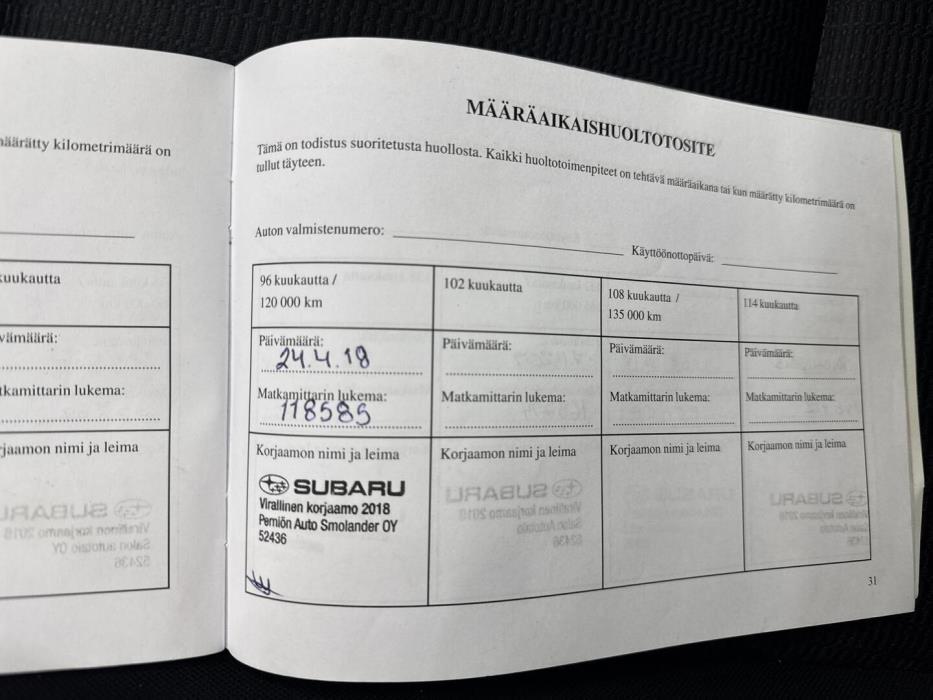 äärätty kilometrimäärä on
kuukautta
vämäärä:
tkamittarin lukema:
rjaamon nimi ja leima
MÄÄRÄAIKAISHUOLTOTOSITE
Tämä on todistus suoritetusta huollosta. Kaikki huoltotoimenpiteet on tehtävä määräaikana tai kun määrätty kilometrimäärä on
tullut täyteen.
Auton valmistenumero: Käyttöönottopäivä:
96 kuukautta / 102 kuukautta 108 kuukautta / 114 kuukautta
120 000 km 135 000 km
Päivämäärä: Päivämäärä: Päivämäärä: Päivämäärä:
24.4.18
Matkamittarin lukema: Matkamittarin lukema: Matkamittarin lukema: Matkamittarin lukema:
118585
Korjaamon nimi ja leima Korjaamon nimi ja leima Korjaamon nimi ja leima Korjaamon nimi ja leima
SUBARU
Virallinen korjaamo 2018
Perniön Auto Smolander OY
52436
31